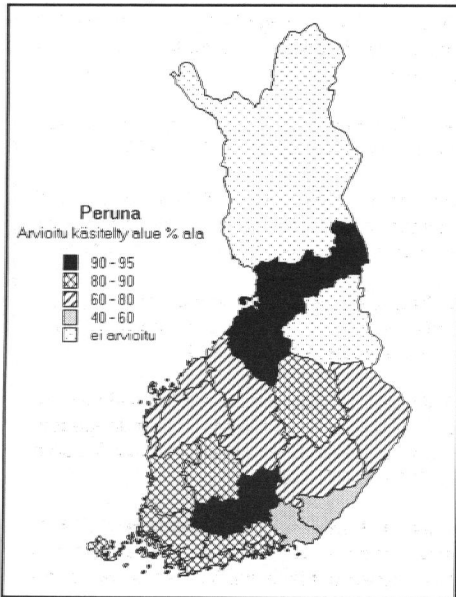 Peruna
Arvioitu käsitelty alue % ala
90 - 95
80 - 90
60 - 80
40 - 60
ei arvioitu